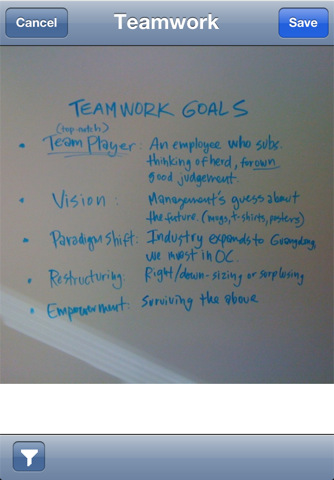 Cancel
Teamwork
Save
TEAMWORK GOALS
(top-notch)
• Team Player: An employee who subs.
thinking of herd, for own
good judgement.
• Vision: Management's guess about
the future. (mugs, t-shirts, posters)
• Paradigm Shift: Industry expands to Guangdong,
we invest in OC.
• Restructuring: Right/down-sizing or surplusing
• Empowerment: Surviving the above